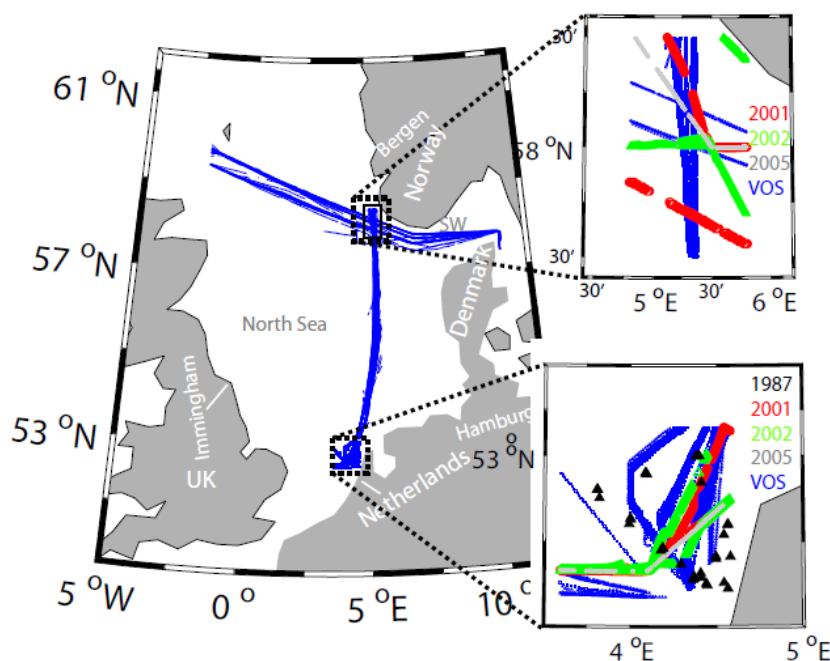 61 °N
57 °N
53 °N
5 °W
0 °
5 °E
10 °
Bergen
Norway
SW
Denmark
North Sea
Immingham
UK
Hamburg
Netherlands
30'
58 °N
30'
30'
5 °E
30'
6 °E
2001
2002
2005
VOS
53 °N
4 °E
5 °E
1987
2001
2002
2005
VOS